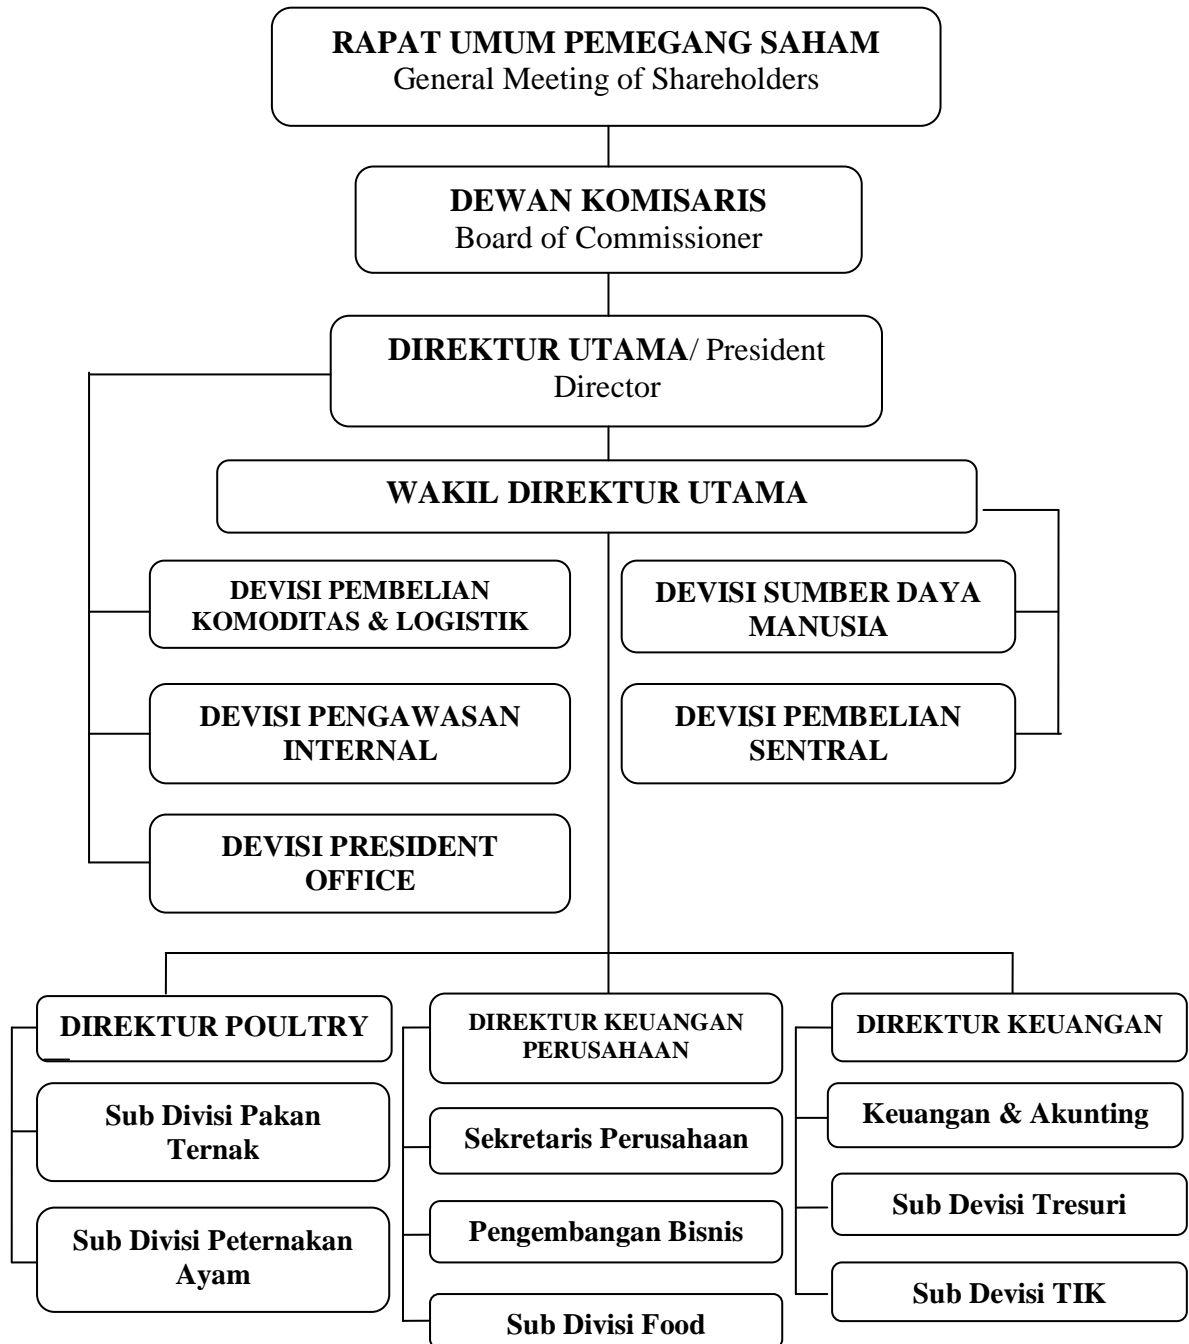 RAPAT UMUM PEMEGANG SAHAM
General Meeting of Shareholders
DEWAN KOMISARIS
Board of Commissioner
DIREKTUR UTAMA/ President
Director
WAKIL DIREKTUR UTAMA
DEVISI PEMBELIAN
KOMODITAS & LOGISTIK
DEVISI SUMBER DAYA
MANUSIA
DEVISI PENGAWASAN
INTERNAL
DEVISI PEMBELIAN
SENTRAL
DEVISI PRESIDENT
OFFICE
DIREKTUR POULTRY
DIREKTUR KEUANGAN
PERUSAHAAN
DIREKTUR KEUANGAN
Sub Divisi Pakan
Ternak
Sekretaris Perusahaan
Keuangan & Akunting
Sub Divisi Peternakan
Ayam
Pengembangan Bisnis
Sub Devisi Tresuri
Sub Divisi Food
Sub Devisi TIK